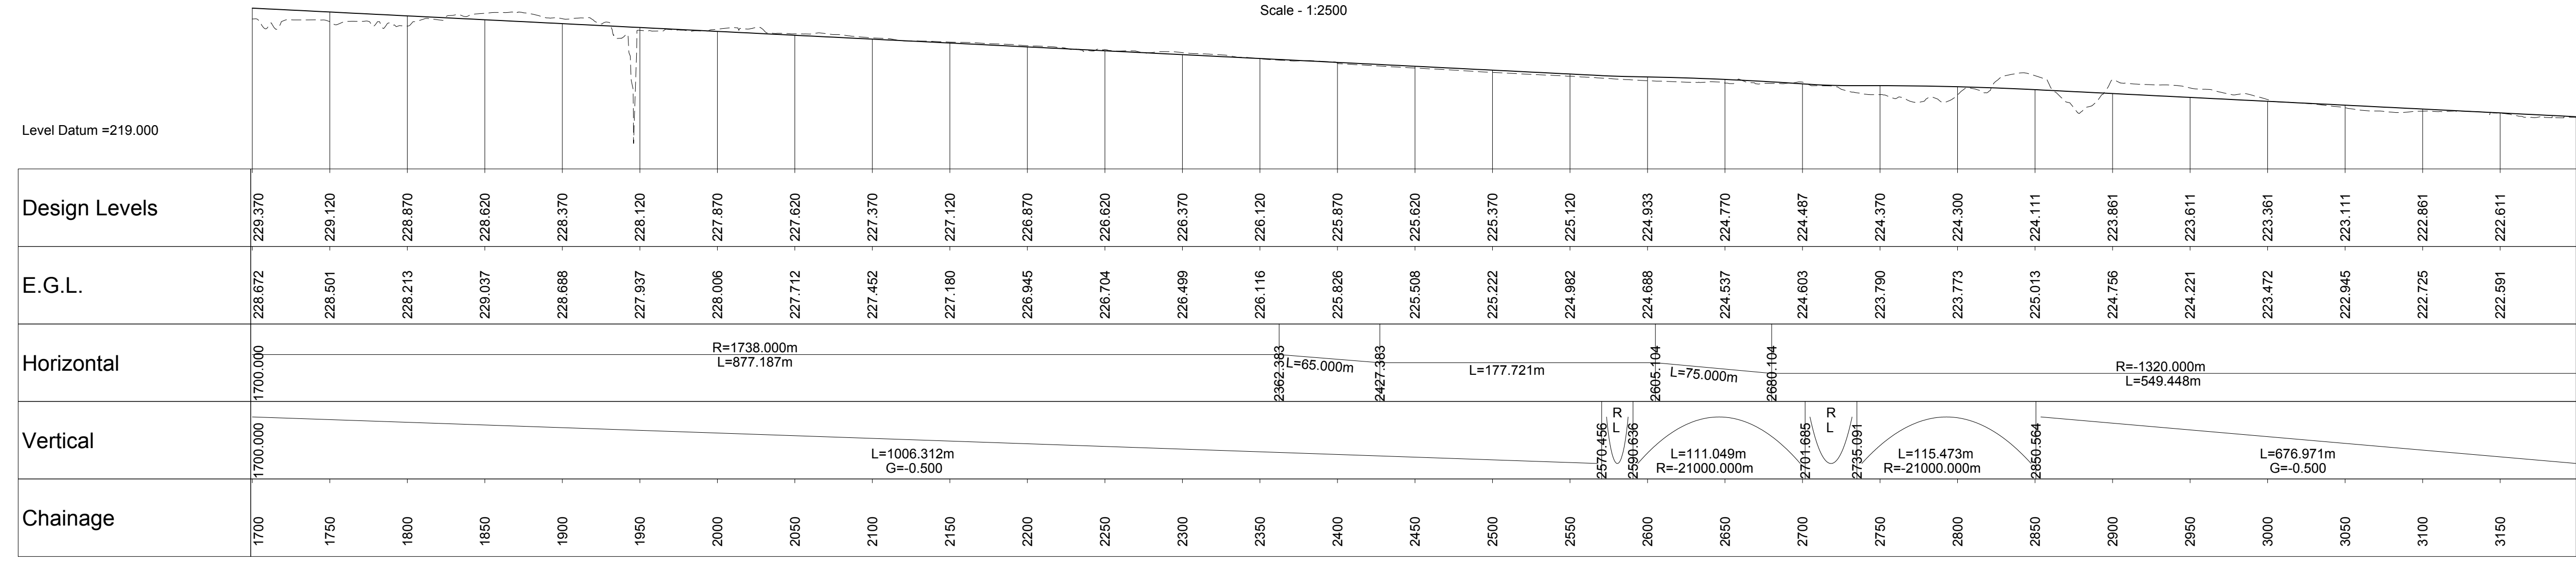 Scale - 1:2500
Level Datum =219.000
Design Levels
229.370 229.120 228.870 228.620 228.370 228.120 227.870 227.620 227.370 227.120 226.870 226.620 226.370 226.120 225.870 225.620 225.370 225.120 224.933 224.770 224.487 224.370 224.300 224.111 223.861 223.611 223.361 223.111 222.861 222.611
E.G.L.
228.672 228.501 228.213 229.037 228.688 227.937 228.006 227.712 227.452 227.180 226.945 226.704 226.499 226.116 225.826 225.508 225.222 224.982 224.688 224.537 224.603 223.790 223.773 225.013 224.756 224.221 223.472 222.945 222.725 222.591
Horizontal
1700.000
R=1738.000m
L=877.187m
2362.383
L=65.000m
2427.383
L=177.721m
2605.104
L=75.000m
2680.104
R=-1320.000m
L=549.448m
Vertical
1700.000
L=1006.312m
G=-0.500
2570.456
R
L
2590.636
L=111.049m
R=-21000.000m
2701.685
R
L
2735.091
L=115.473m
R=-21000.000m
2850.564
L=676.971m
G=-0.500
Chainage
1700 1750 1800 1850 1900 1950 2000 2050 2100 2150 2200 2250 2300 2350 2400 2450 2500 2550 2600 2650 2700 2750 2800 2850 2900 2950 3000 3050 3100 3150